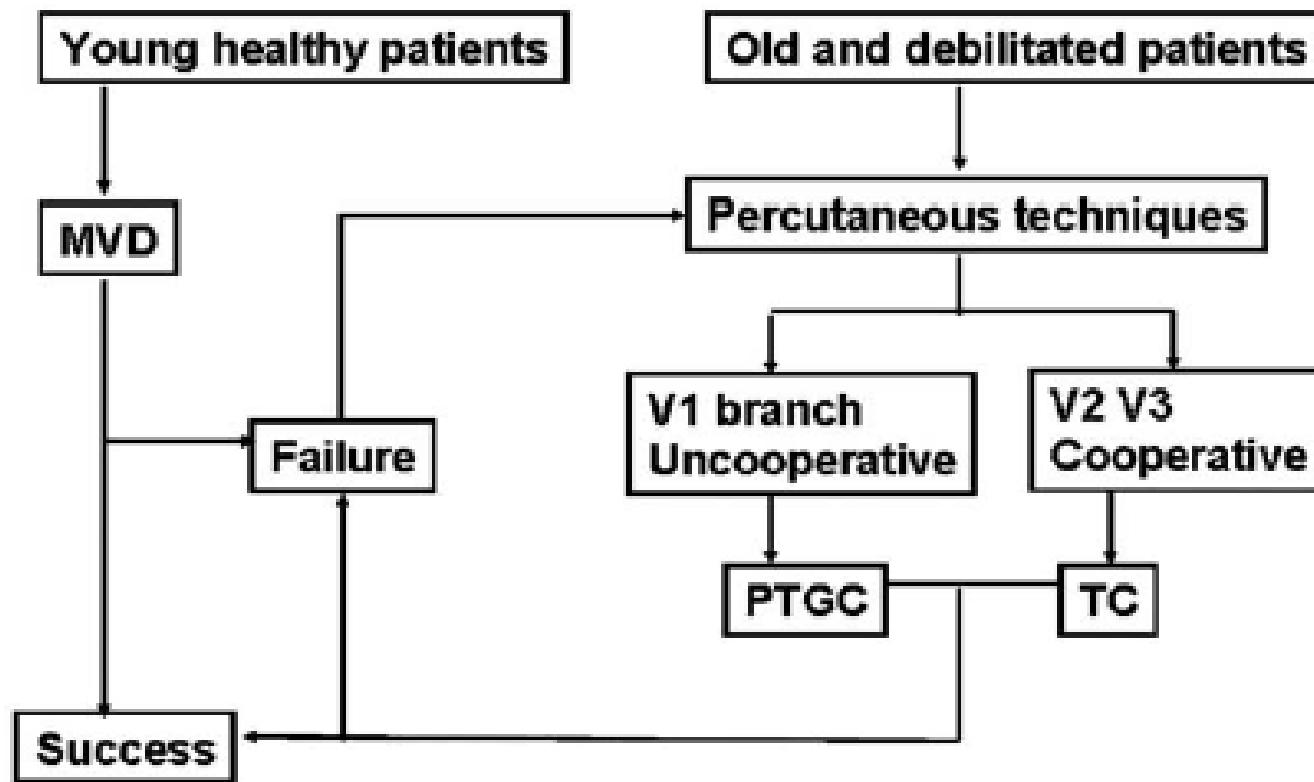 Young healthy patients
Old and debilitated patients
MVD
Percutaneous techniques
V1 branch
Uncooperative
V2 V3
Cooperative
Failure
PTGC
TC
Success